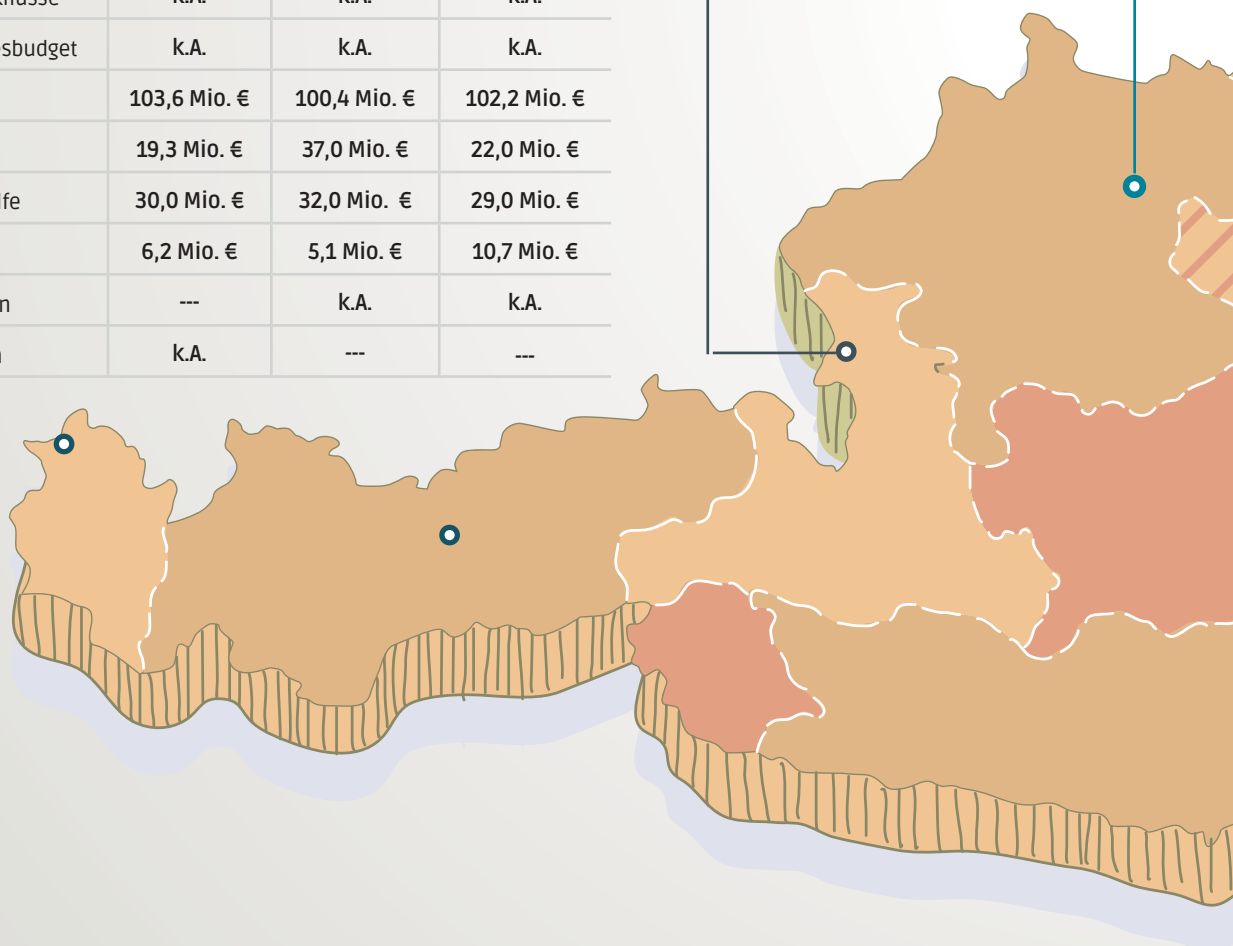 k.A. k.A. k.A.
sbudget k.A. k.A. k.A.
103,6 Mio. € 100,4 Mio. € 102,2 Mio. €
19,3 Mio. € 37,0 Mio. € 22,0 Mio. €
fe 30,0 Mio. € 32,0 Mio. € 29,0 Mio. €
6,2 Mio. € 5,1 Mio. € 10,7 Mio. €
n --- k.A. k.A.
k.A. --- ---